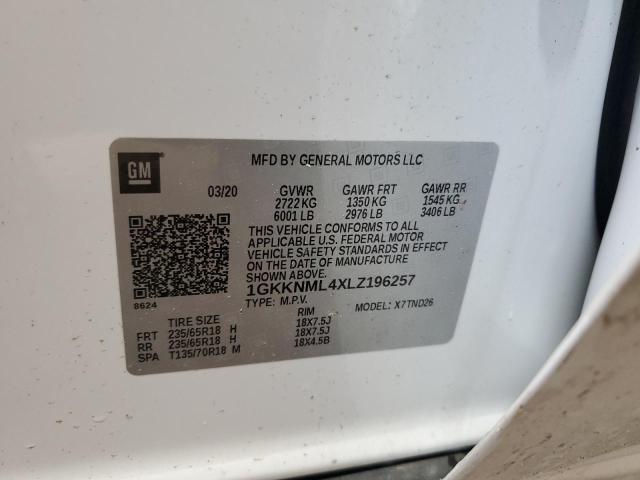 GM
MFD BY GENERAL MOTORS LLC
03/20 GVWR GAWR FRT GAWR RR
2722 KG 1350 KG 1545 KG
6001 LB 2976 LB 3406 LB
THIS VEHICLE CONFORMS TO ALL
APPLICABLE U.S. FEDERAL MOTOR
VEHICLE SAFETY STANDARDS IN EFFECT
ON THE DATE OF MANUFACTURE
SHOWN ABOVE.
1GKKNML4XLZ196257
8624
TYPE: M.P.V. MODEL: X7TND26
TIRE SIZE RIM
FRT 235/65R18 H 18X7.5J
RR 235/65R18 H 18X7.5J
SPA T135/70R18 M 18X4.5B